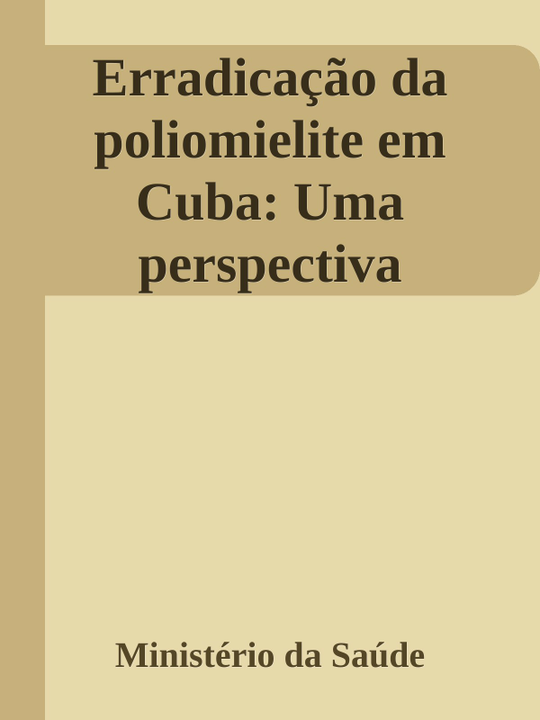 Erradicação da
poliomielite em
Cuba: Uma
perspectiva
Ministério da Saúde